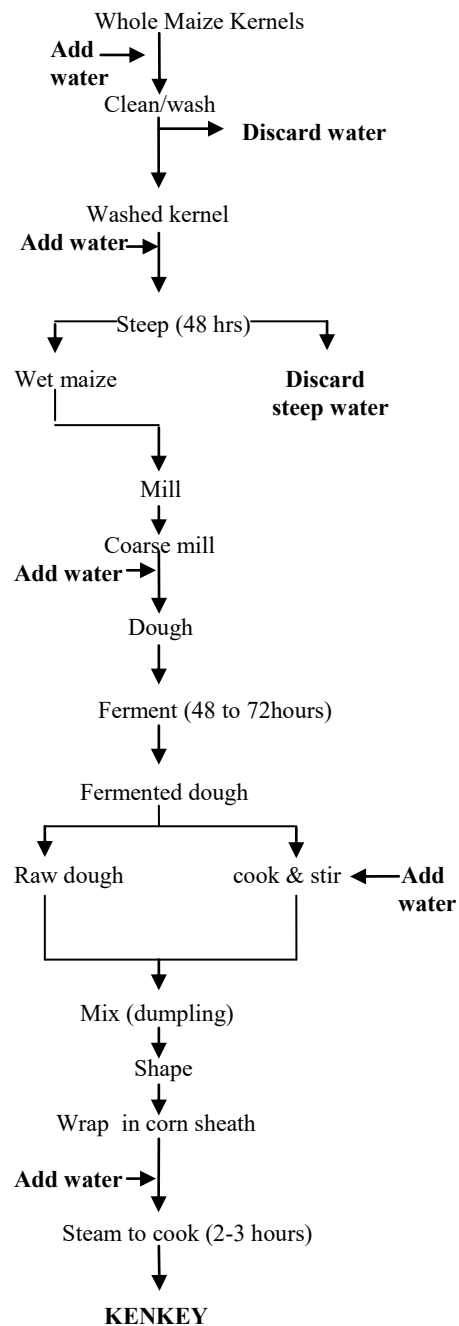 Whole Maize Kernels
Add
water
Clean/wash
Discard water
Washed kernel
Add water
Steep (48 hrs)
Wet maize
Discard
steep water
Mill
Coarse mill
Add water
Dough
Ferment (48 to 72hours)
Fermented dough
Raw dough
cook & stir
Add
water
Mix (dumpling)
Shape
Wrap in corn sheath
Add water
Steam to cook (2-3 hours)
KENKEY